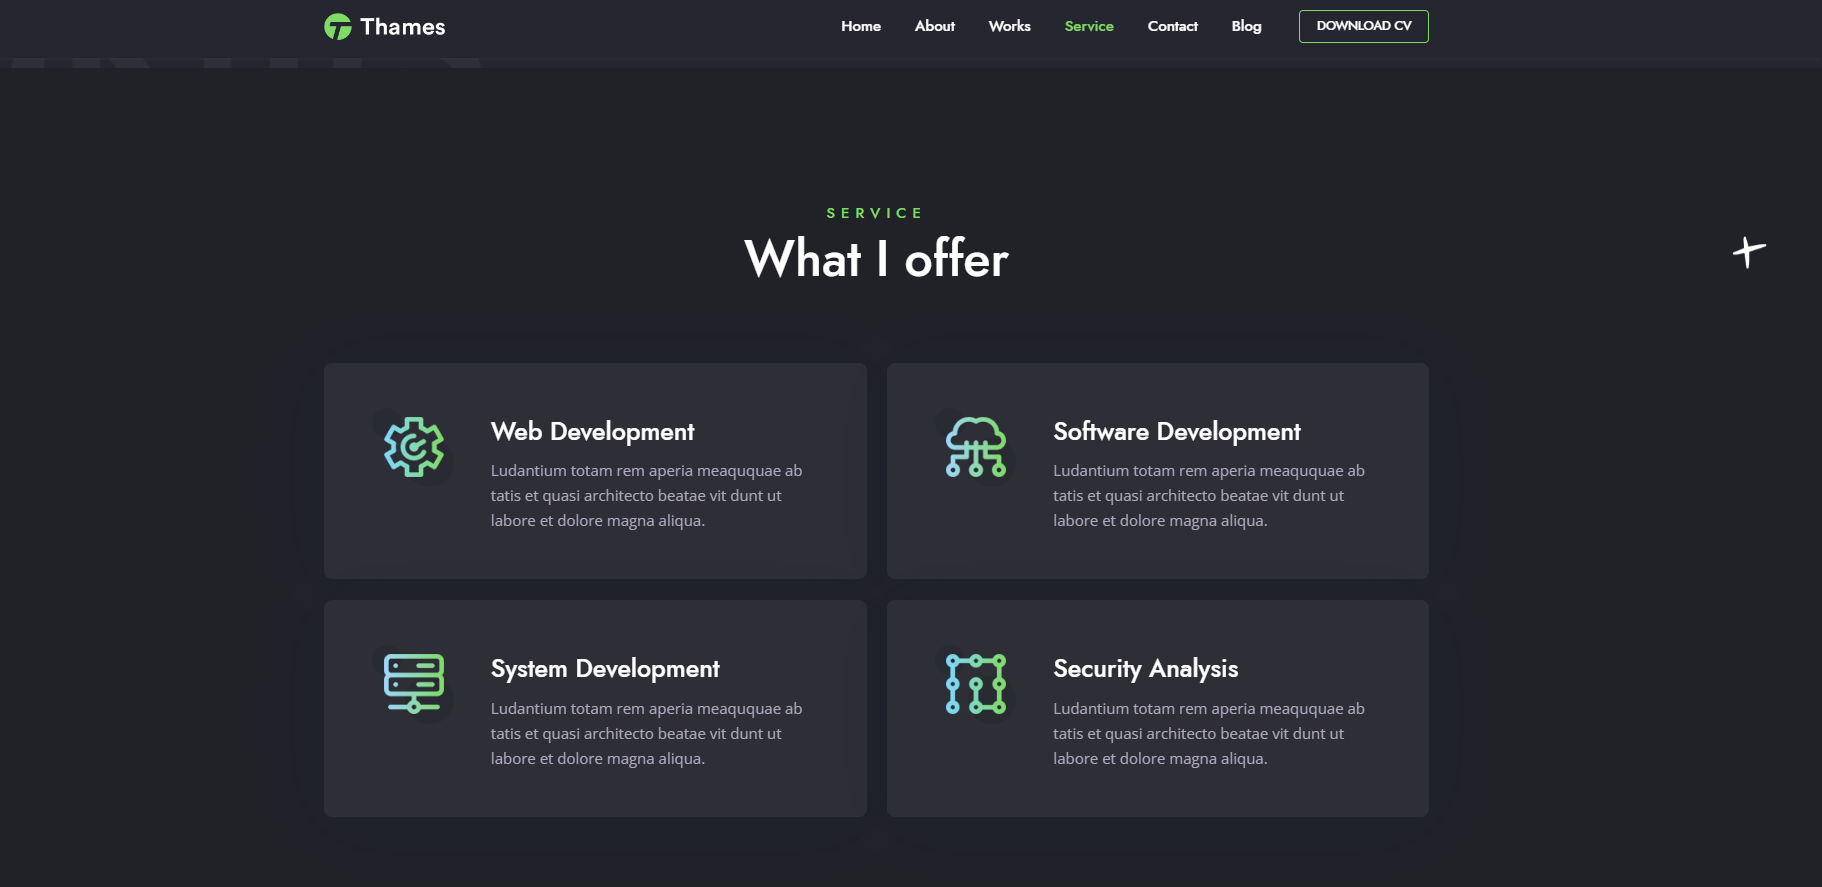 Thames
Home About Works Service Contact Blog DOWNLOAD CV
SERVICE
What I offer
Web Development
Ludantium totam rem aperia meaququae ab
tatis et quasi architecto beatae vit dunt ut
labore et dolore magna aliqua.
Software Development
Ludantium totam rem aperia meaququae ab
tatis et quasi architecto beatae vit dunt ut
labore et dolore magna aliqua.
System Development
Ludantium totam rem aperia meaququae ab
tatis et quasi architecto beatae vit dunt ut
labore et dolore magna aliqua.
Security Analysis
Ludantium totam rem aperia meaququae ab
tatis et quasi architecto beatae vit dunt ut
labore et dolore magna aliqua.